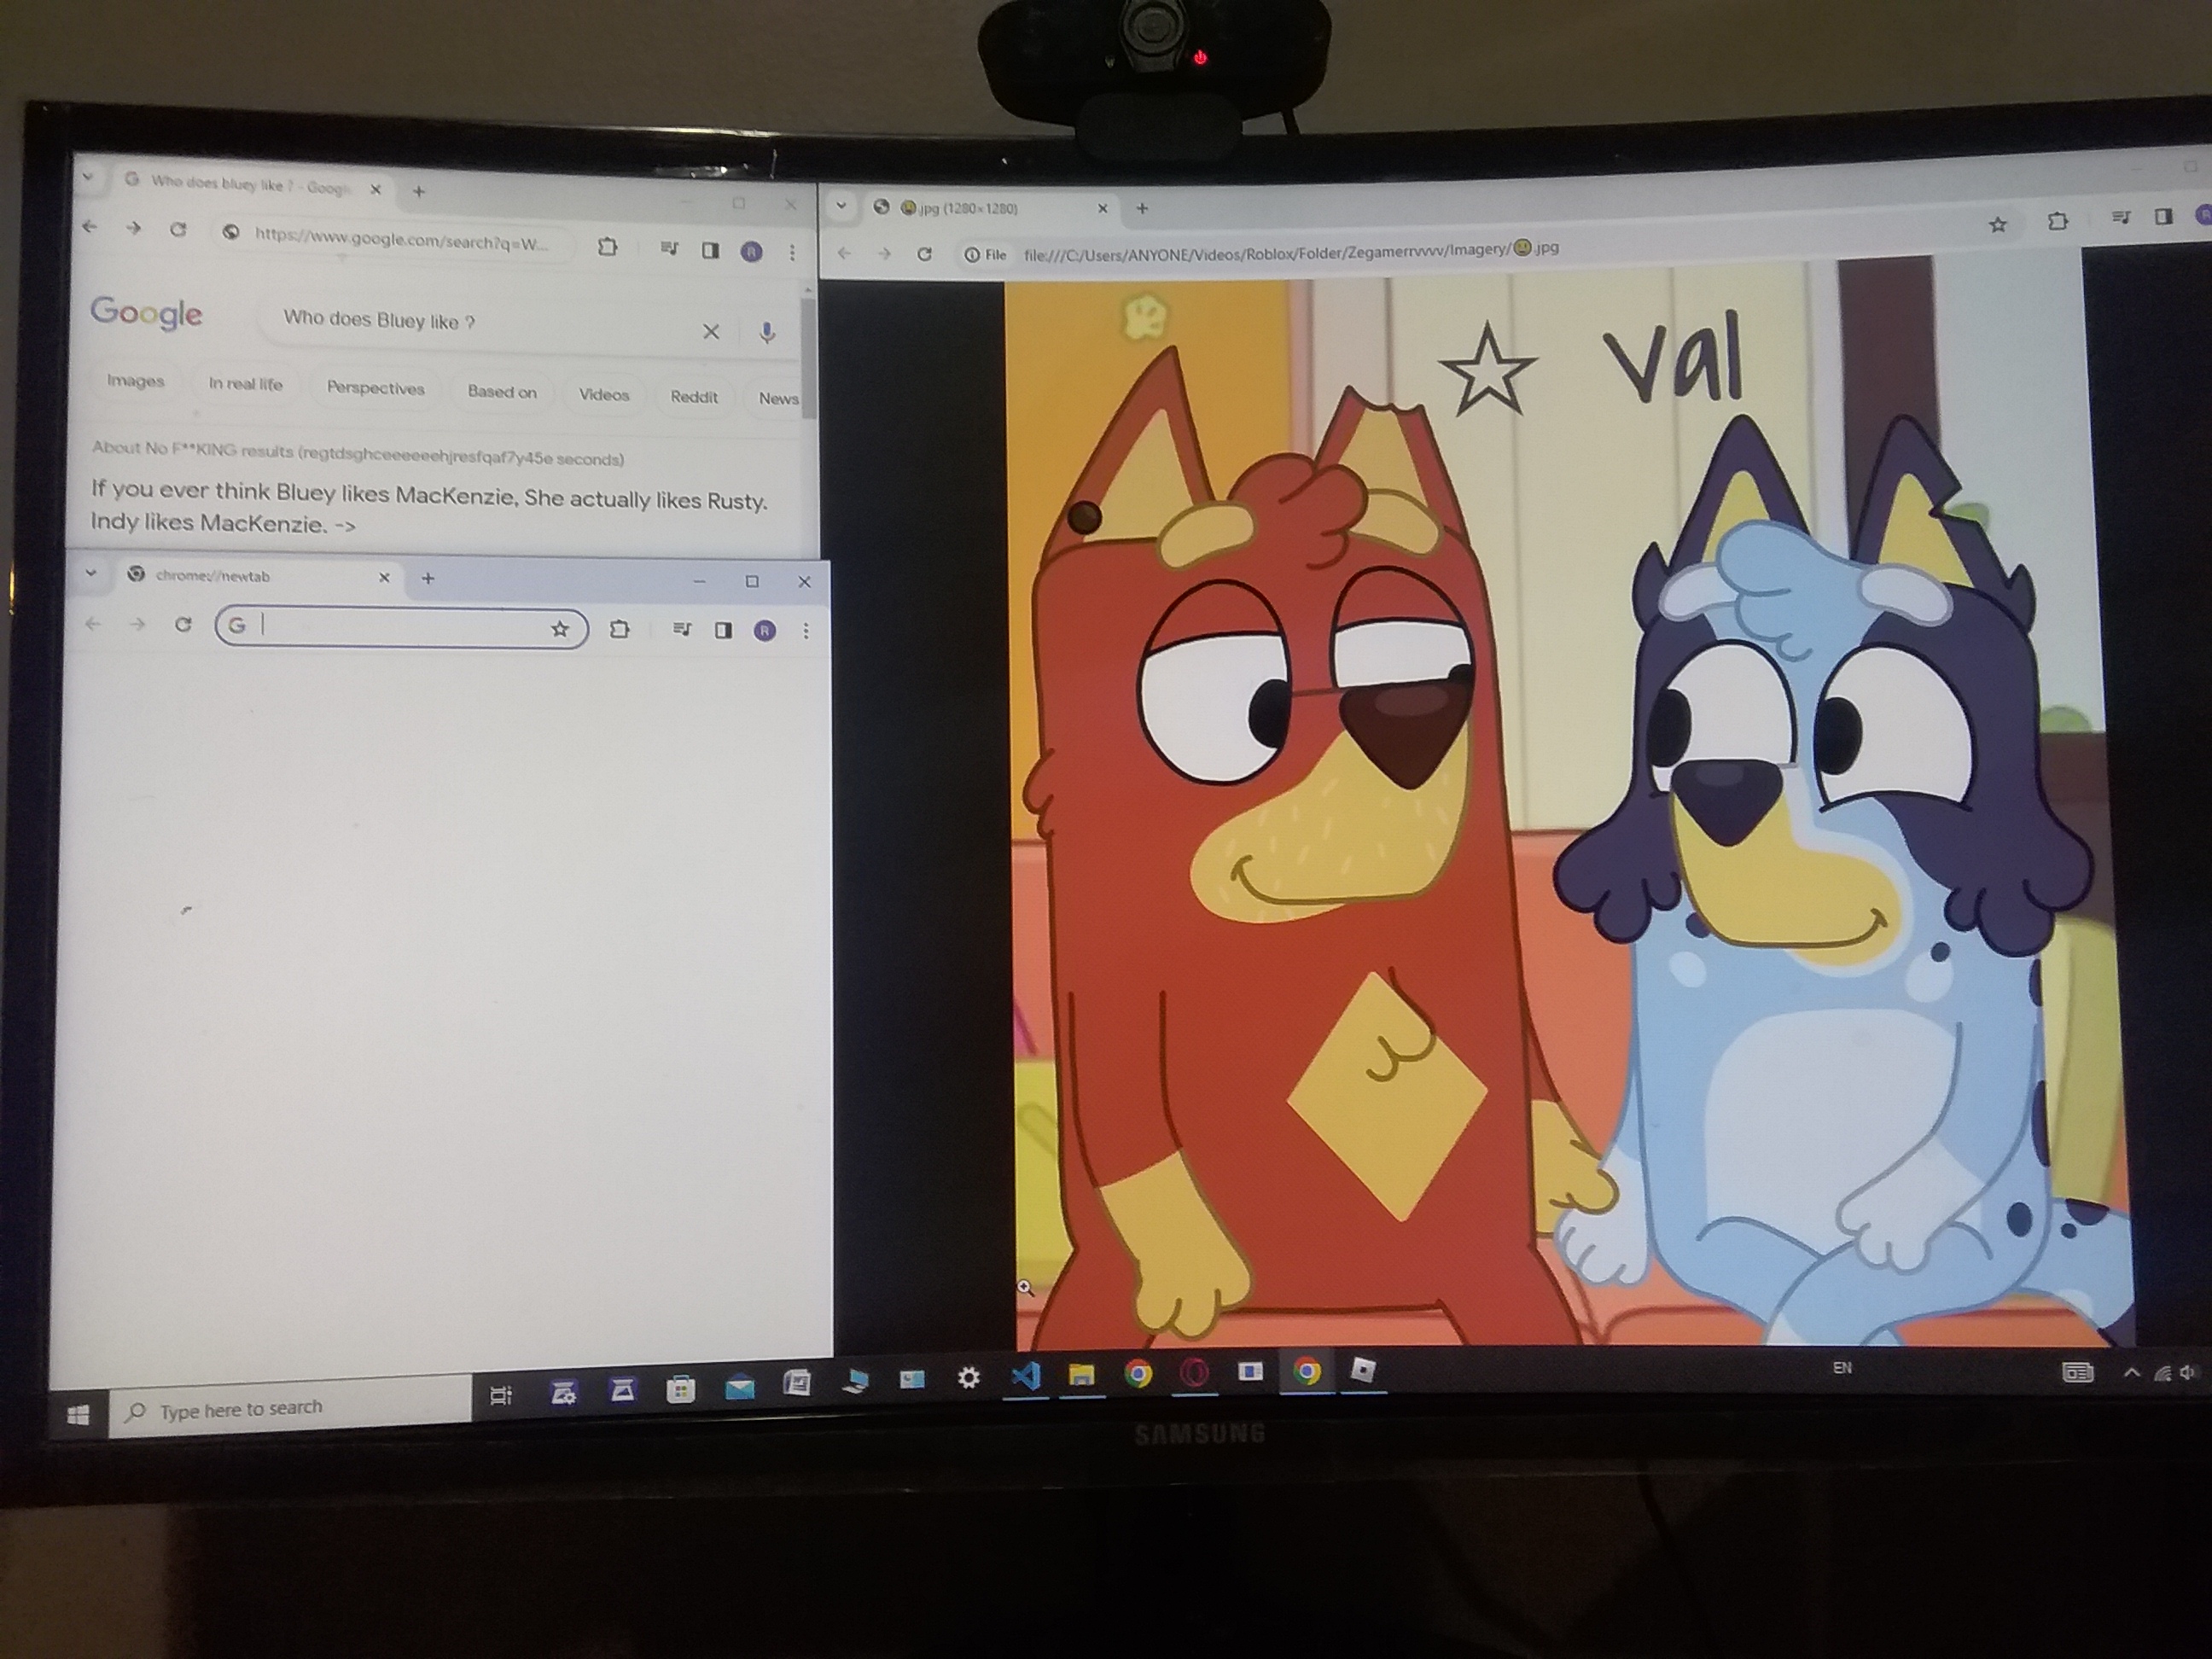 Who does bluey like ? - Googl
https://www.google.com/search?q=W...
Google
Who does Bluey like ?
Images In real life Perspectives Based on Videos Reddit News
About No F**KING results (regtdsghceeeeeehjresfqaf7y45e seconds)
If you ever think Bluey likes MacKenzie, She actually likes Rusty.
Indy likes MacKenzie. ->
chrome://newtab
G
R
R
😐.jpg (1280×1280)
File file:///C:/Users/ANYONE/Videos/Roblox/Folder/Zegamerrvvvv/Imagery/😐.jpg
☆ Val
Type here to search
EN
SAMSUNG